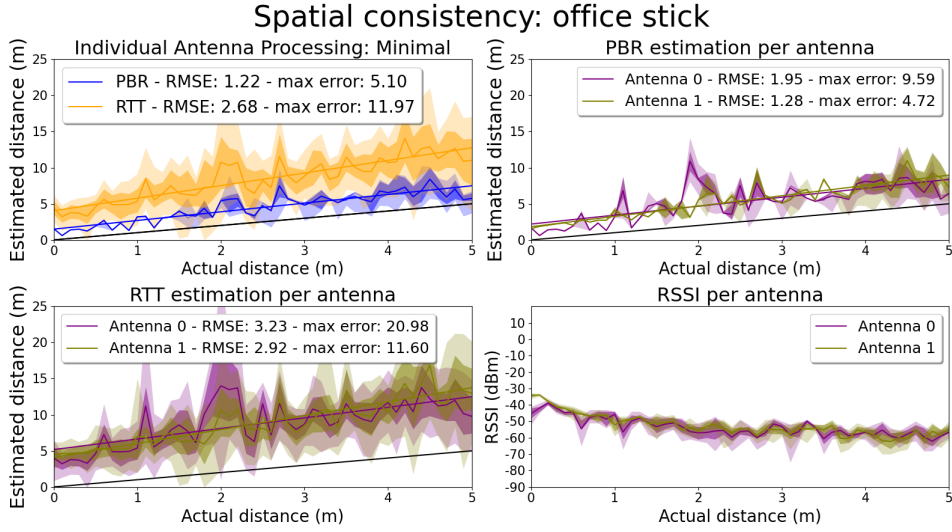 Spatial consistency: office stick
Individual Antenna Processing: Minimal
Estimated distance (m)
25
20
15
10
5
0
PBR - RMSE: 1.22 - max error: 5.10
RTT - RMSE: 2.68 - max error: 11.97
0 1 2 3 4 5
Actual distance (m)
PBR estimation per antenna
Estimated distance (m)
25
20
15
10
5
0
Antenna 0 - RMSE: 1.95 - max error: 9.59
Antenna 1 - RMSE: 1.28 - max error: 4.72
0 1 2 3 4 5
Actual distance (m)
RTT estimation per antenna
Estimated distance (m)
25
20
15
10
5
0
Antenna 0 - RMSE: 3.23 - max error: 20.98
Antenna 1 - RMSE: 2.92 - max error: 11.60
0 1 2 3 4 5
Actual distance (m)
RSSI per antenna
RSSI (dBm)
10
0
-10
-20
-30
-40
-50
-60
-70
-80
-90
Antenna 0
Antenna 1
0 1 2 3 4 5
Actual distance (m)